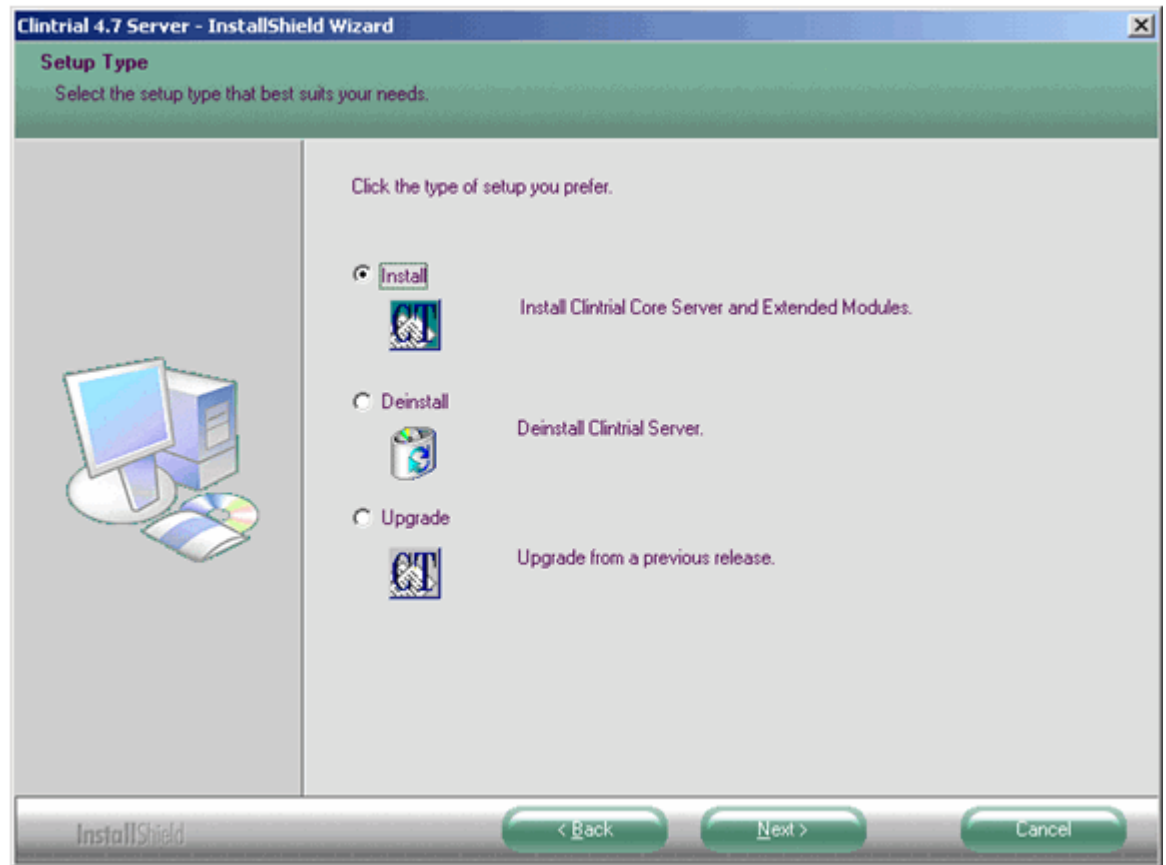 Clintrial 4.7 Server - InstallShield Wizard
Setup Type
Select the setup type that best suits your needs.
Click the type of setup you prefer.
Install
CT
Install Clintrial Core Server and Extended Modules.
Deinstall
Deinstall Clintrial Server.
Upgrade
CT
Upgrade from a previous release.
InstallShield
< Back
Next >
Cancel